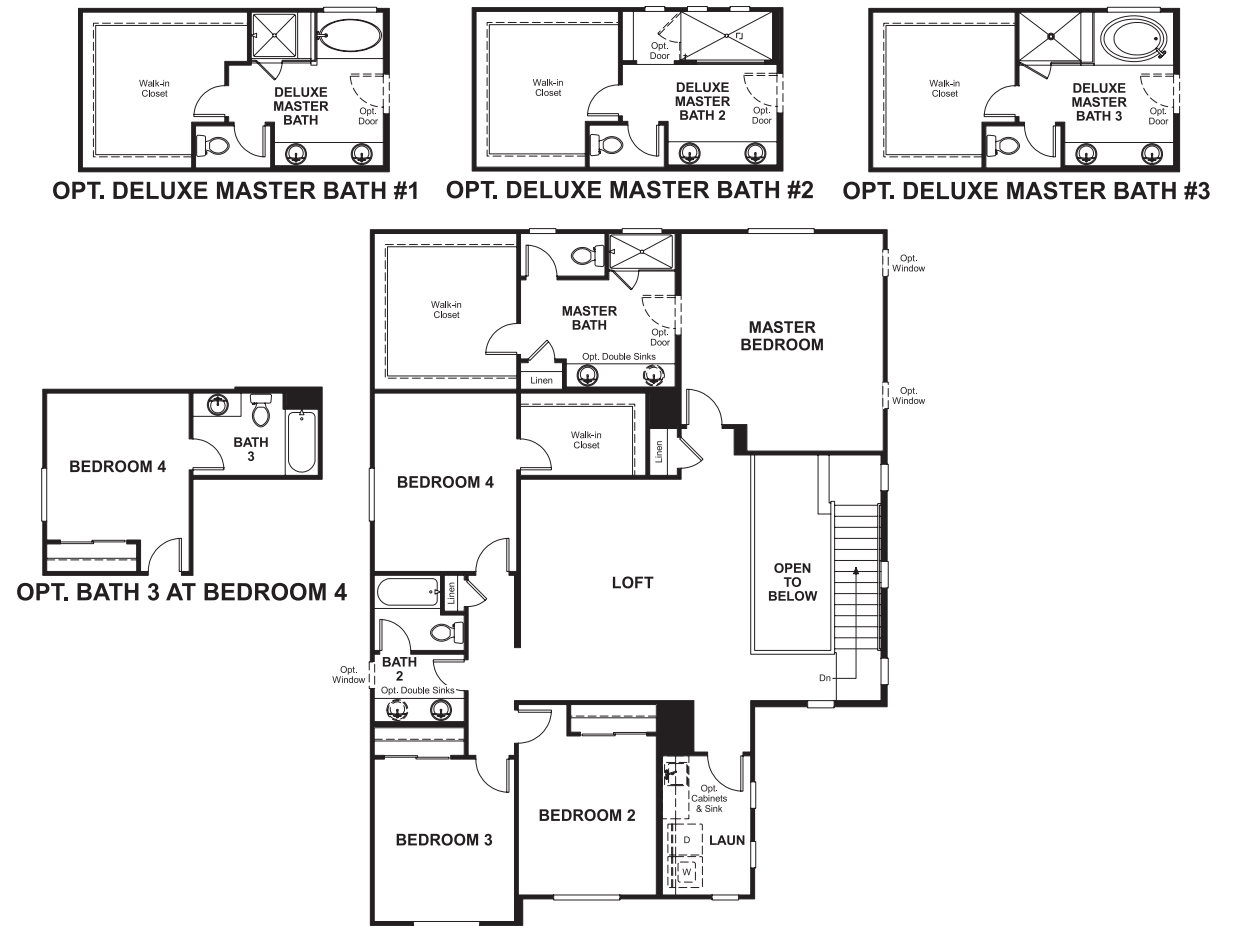 Walk-in
Closet
DELUXE
MASTER
BATH
Opt.
Door
OPT. DELUXE MASTER BATH #1
Walk-in
Closet
Opt.
Door
DELUXE
MASTER
BATH 2
Opt.
Door
OPT. DELUXE MASTER BATH #2
Walk-in
Closet
DELUXE
MASTER
BATH 3
Opt.
Door
OPT. DELUXE MASTER BATH #3
Walk-in
Closet
MASTER
BATH
Opt.
Door
Opt. Double Sinks
Linen
MASTER
BEDROOM
Opt.
Window
Opt.
Window
BEDROOM 4
BATH
3
OPT. BATH 3 AT BEDROOM 4
BEDROOM 4
Walk-in
Closet
Linen
LOFT
OPEN
TO
BELOW
Dn
Linen
BATH
2
Opt. Double Sinks
Opt.
Window
BEDROOM 3
BEDROOM 2
Opt.
Cabinets
& Sink
LAUN
D
W